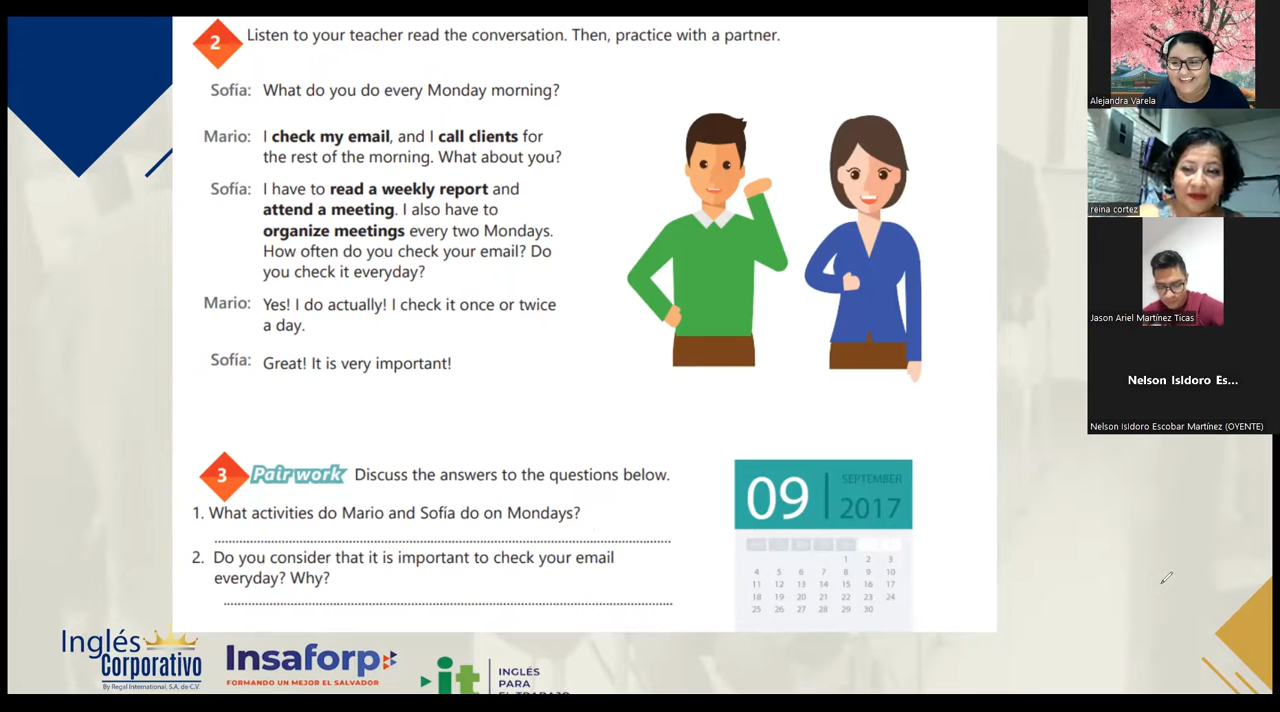 2 Listen to your teacher read the conversation. Then, practice with a partner.
Sofía: What do you do every Monday morning?
Mario: I check my email, and I call clients for
the rest of the morning. What about you?
Sofía: I have to read a weekly report and
attend a meeting. I also have to
organize meetings every two Mondays.
How often do you check your email? Do
you check it everyday?
Mario: Yes! I do actually! I check it once or twice
a day.
Sofía: Great! It is very important!
3 Pair work Discuss the answers to the questions below.
1. What activities do Mario and Sofía do on Mondays?
2. Do you consider that it is important to check your email
everyday? Why?
09 SEPTEMBER
2017
1 2 3
4 5 6 7 8 9 10
11 12 13 14 15 16 17
18 19 20 21 22 23 24
25 26 27 28 29 30
Inglés
Corporativo
By Regal International, S.A. de C.V.
Insaforp
FORMANDO UN MEJOR EL SALVADOR
it
INGLÉS
PARA
Alejandra Varela
reina cortez
Jason Ariel Martínez Ticas
Nelson IsIdoro Es...
Nelson Isidoro Escobar Martínez (OYENTE)